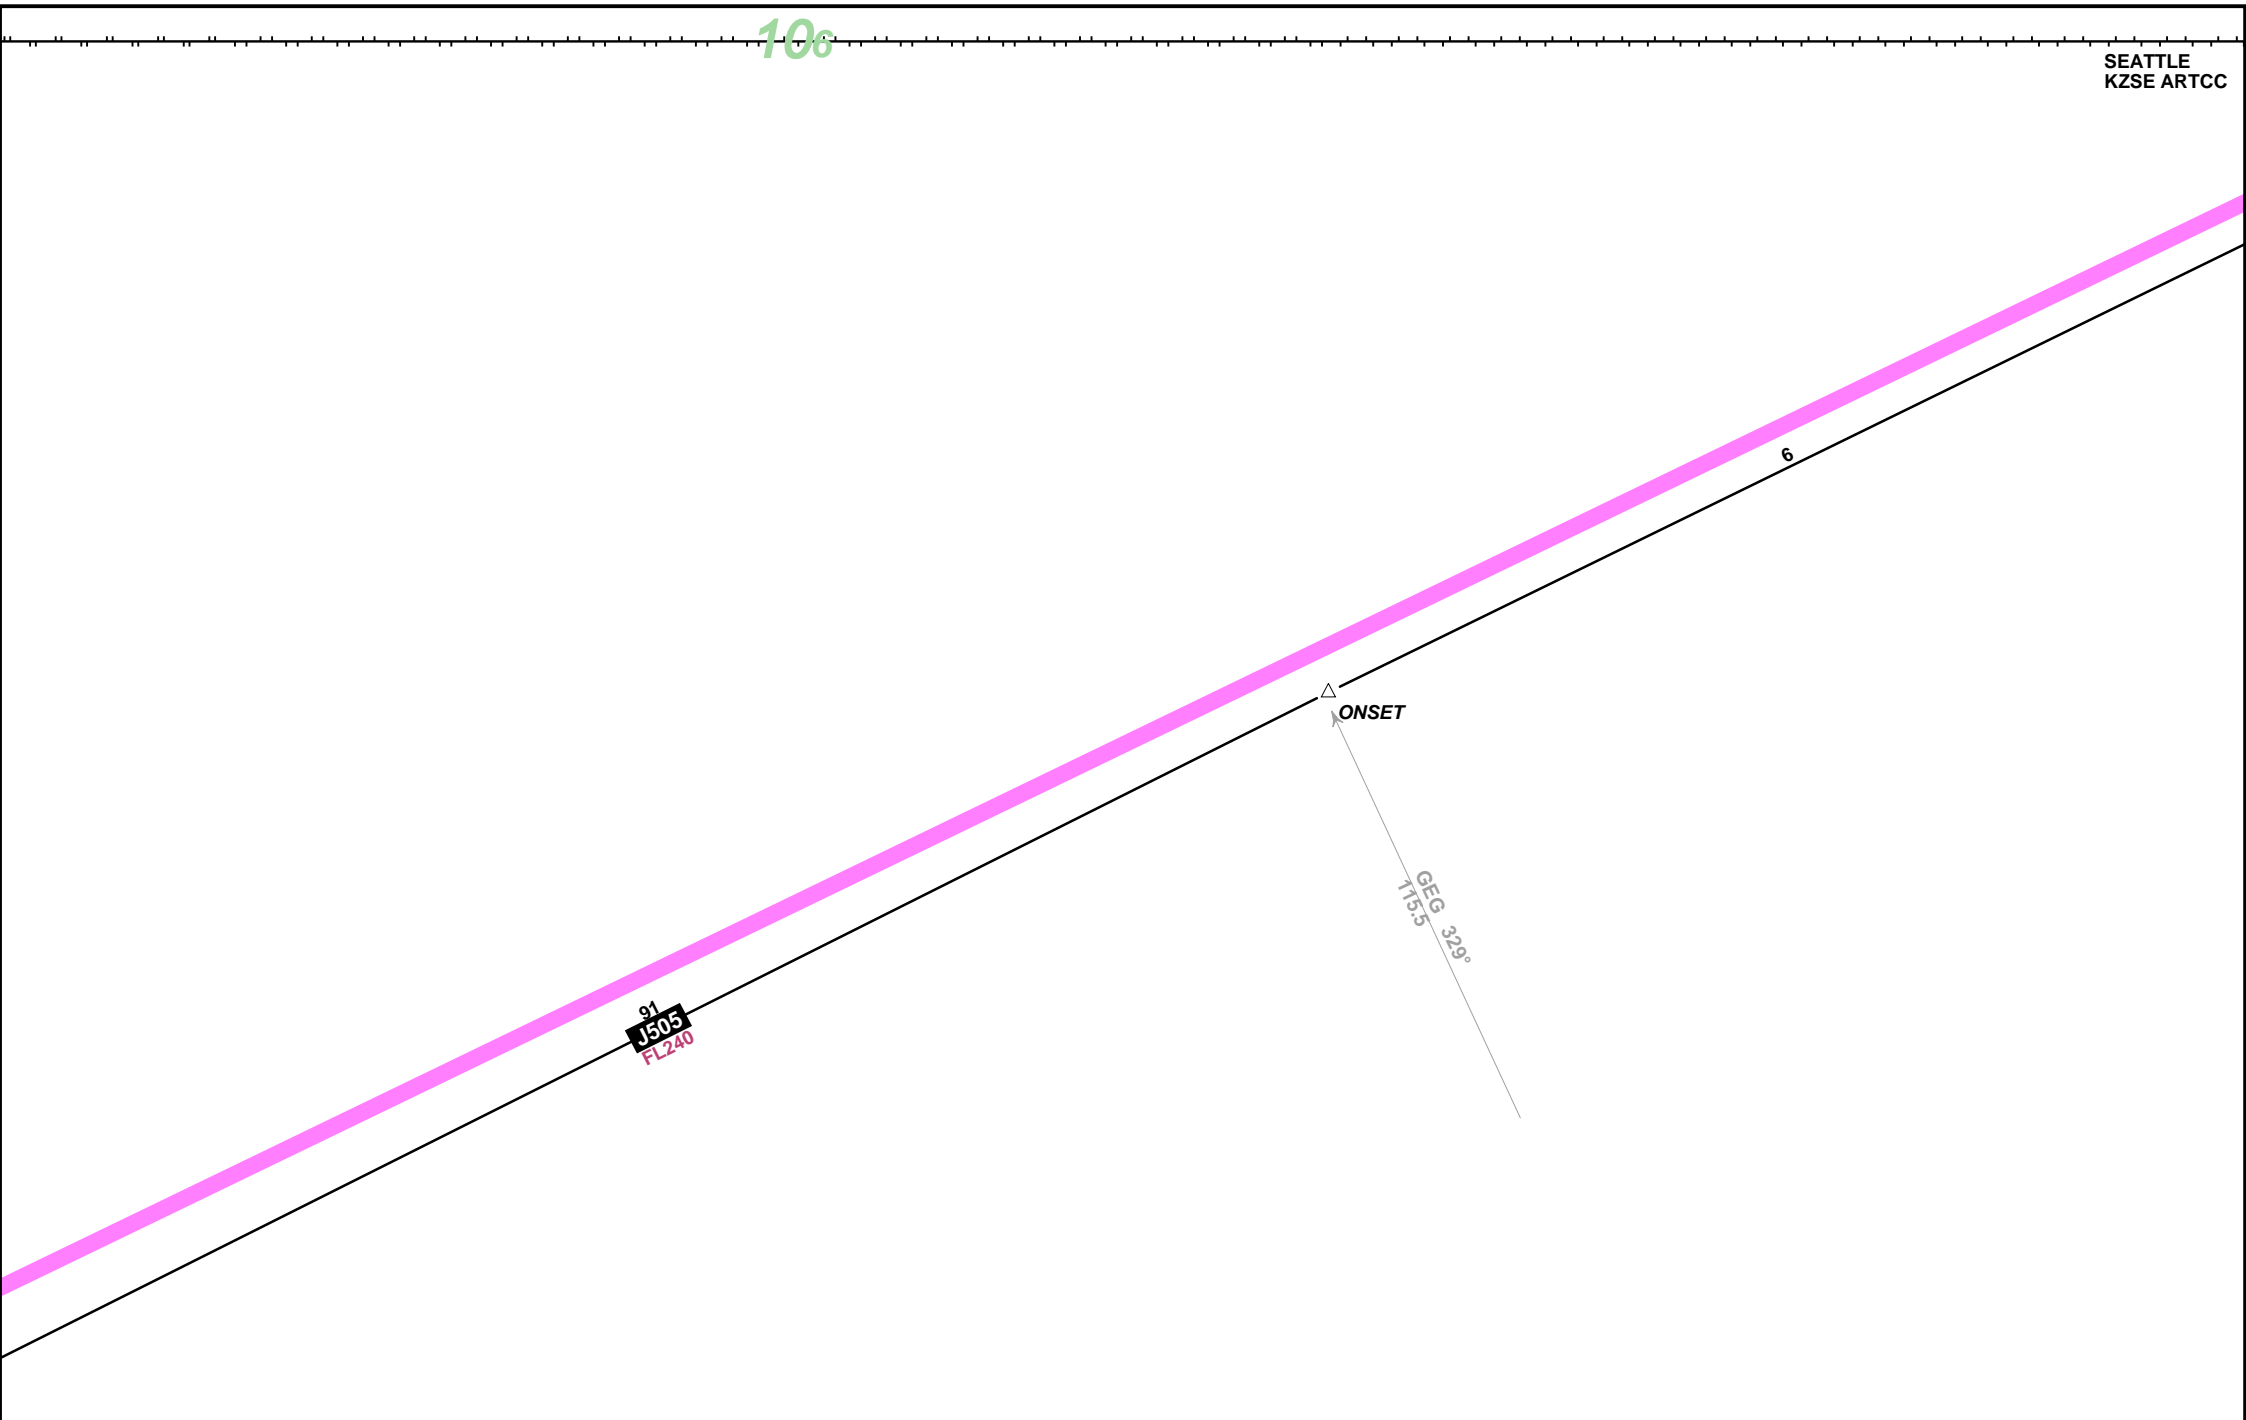 106
SEATTLE
KZSE ARTCC
6
ONSET
GEG 329°
115.5
91
J505
FL240